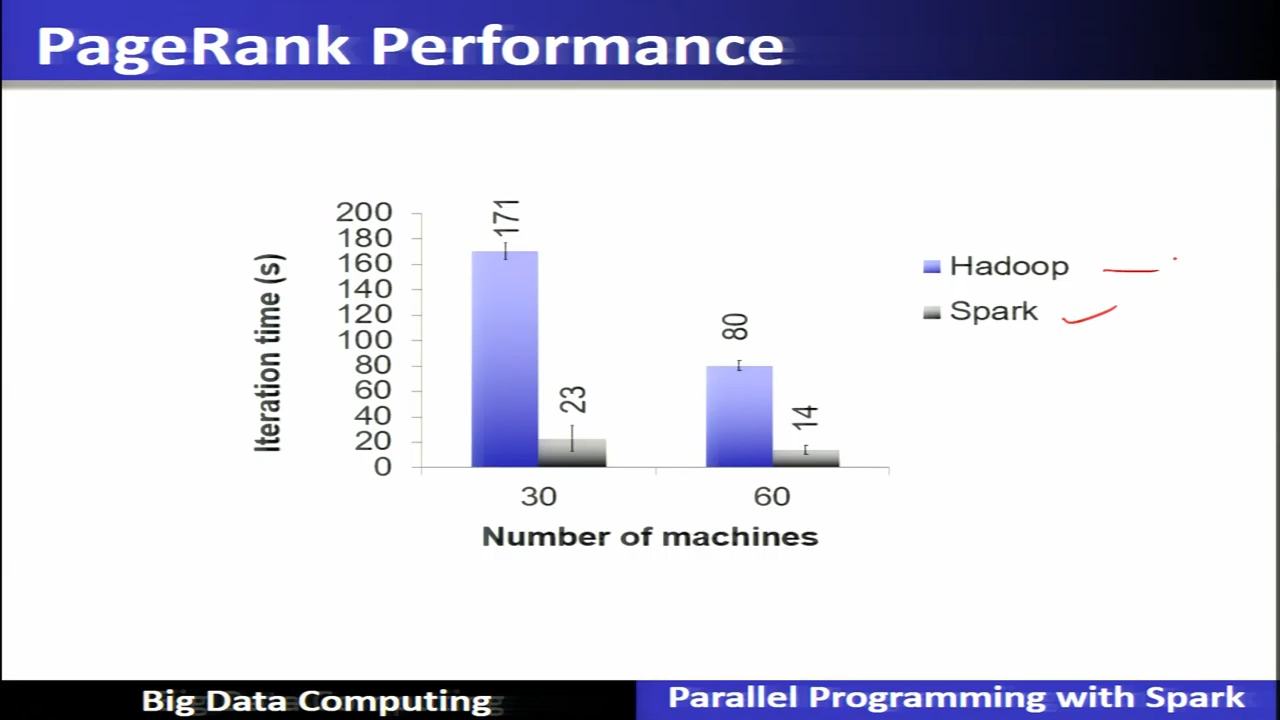 PageRank Performance
Iteration time (s)
200
180
160
140
120
100
80
60
40
20
0
171
23
80
14
30
60
Number of machines
Hadoop
Spark
Big Data Computing
Parallel Programming with Spark